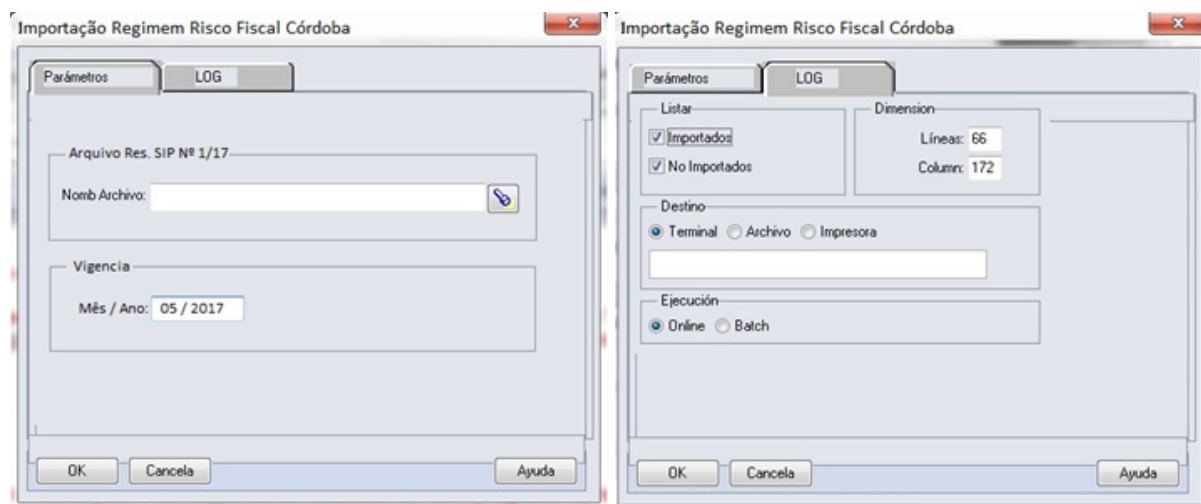 Importação Regimem Risco Fiscal Córdoba
Parámetros
LOG
Arquivo Res. SIP Nº 1/17
Nomb Archivo:
Vigencia
Mês / Ano: 05 / 2017
OK
Cancela
Ayuda
Importação Regimem Risco Fiscal Córdoba
Parámetros
LOG
Listar
Importados
No Importados
Dimension
Líneas: 66
Column: 172
Destino
Terminal Archivo Impresora
Ejecución
Online Batch
OK
Cancela
Ayuda